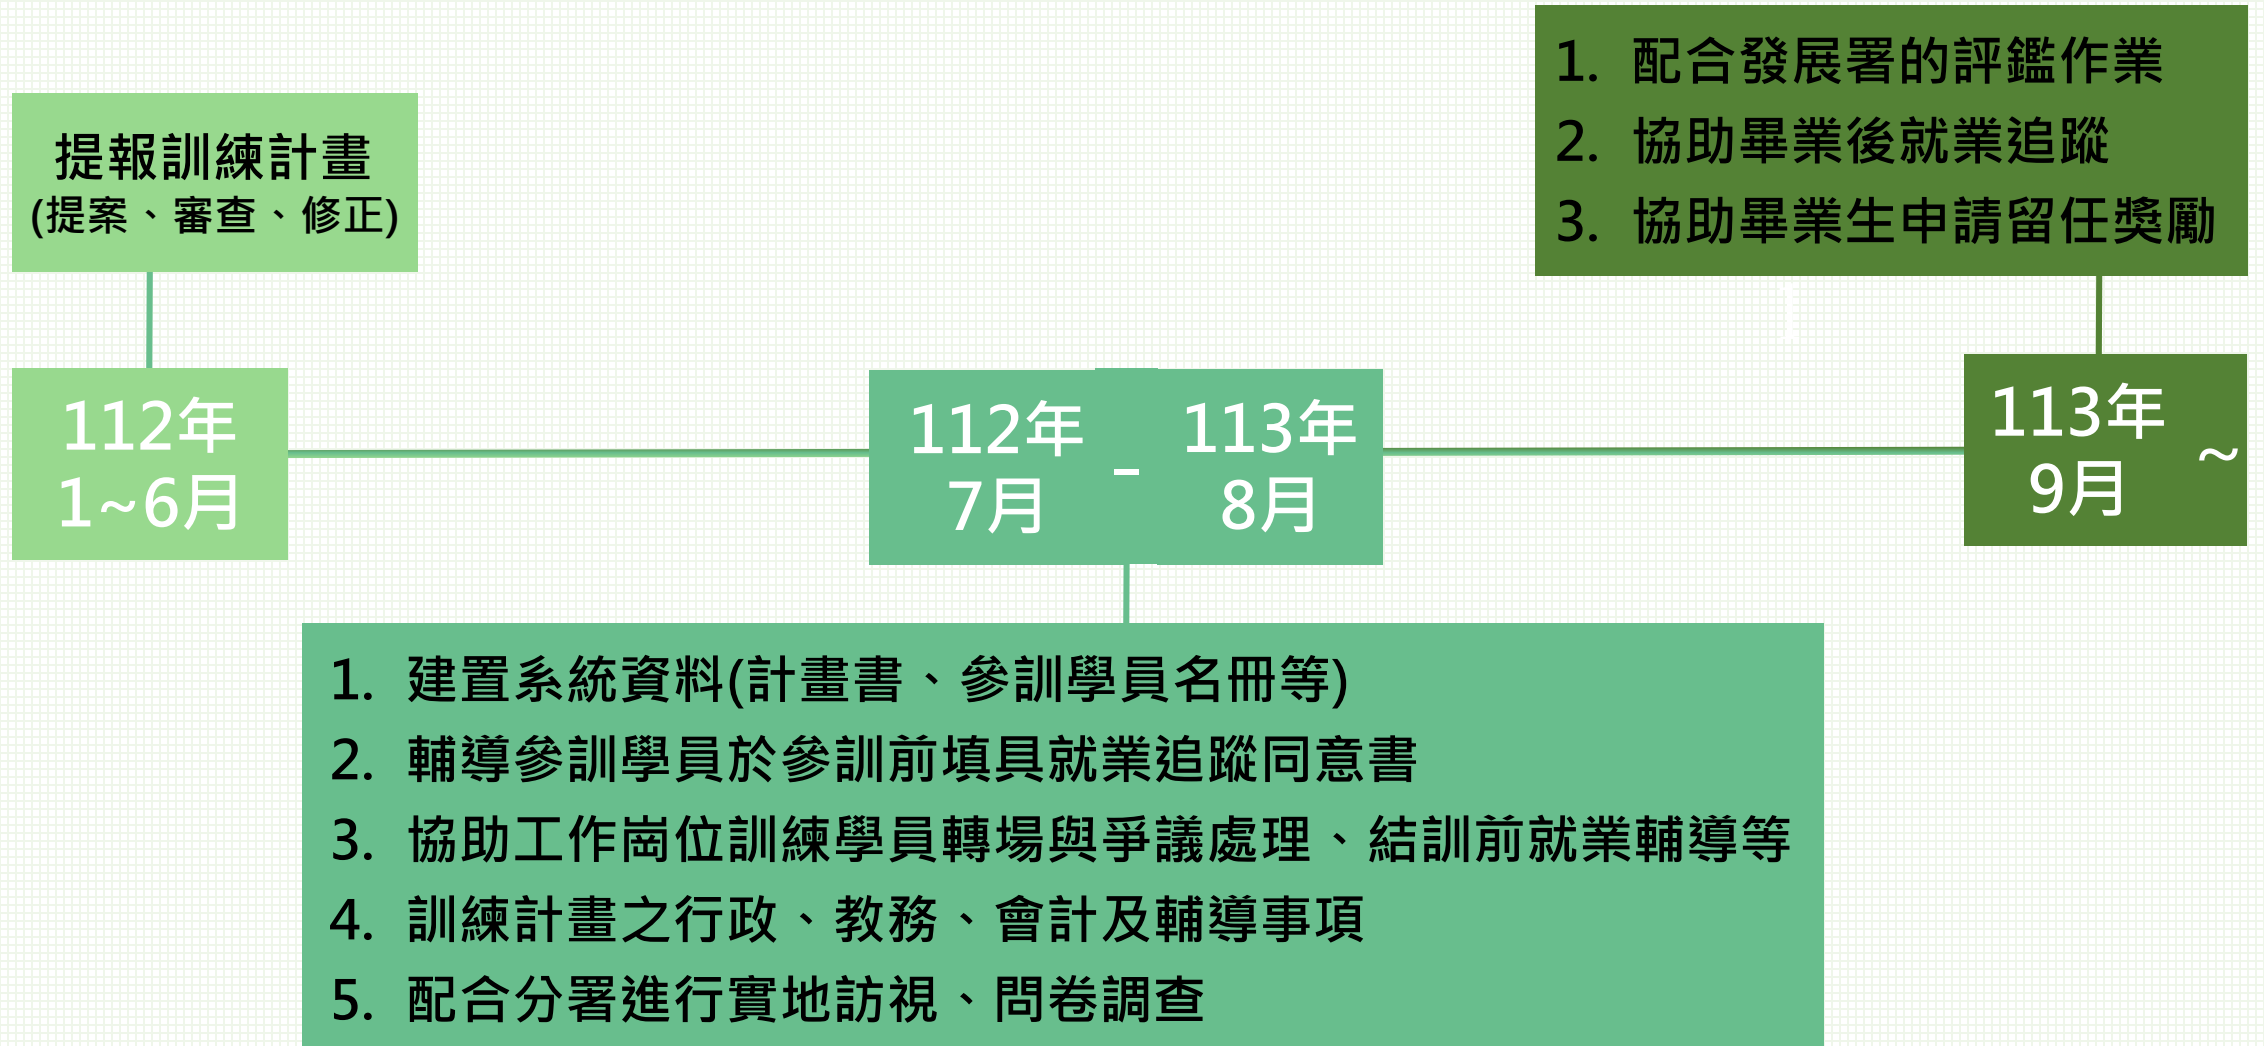 提報訓練計畫
(提案、審查、修正)
112年
1~6月
112年
7月
–
113年
8月
1. 建置系統資料(計畫書、參訓學員名冊等)
2. 輔導參訓學員於參訓前填具就業追蹤同意書
3. 協助工作崗位訓練學員轉場與爭議處理、結訓前就業輔導等
4. 訓練計畫之行政、教務、會計及輔導事項
5. 配合分署進行實地訪視、問卷調查
1. 配合發展署的評鑑作業
2. 協助畢業後就業追蹤
3. 協助畢業生申請留任獎勵
113年
9月
~